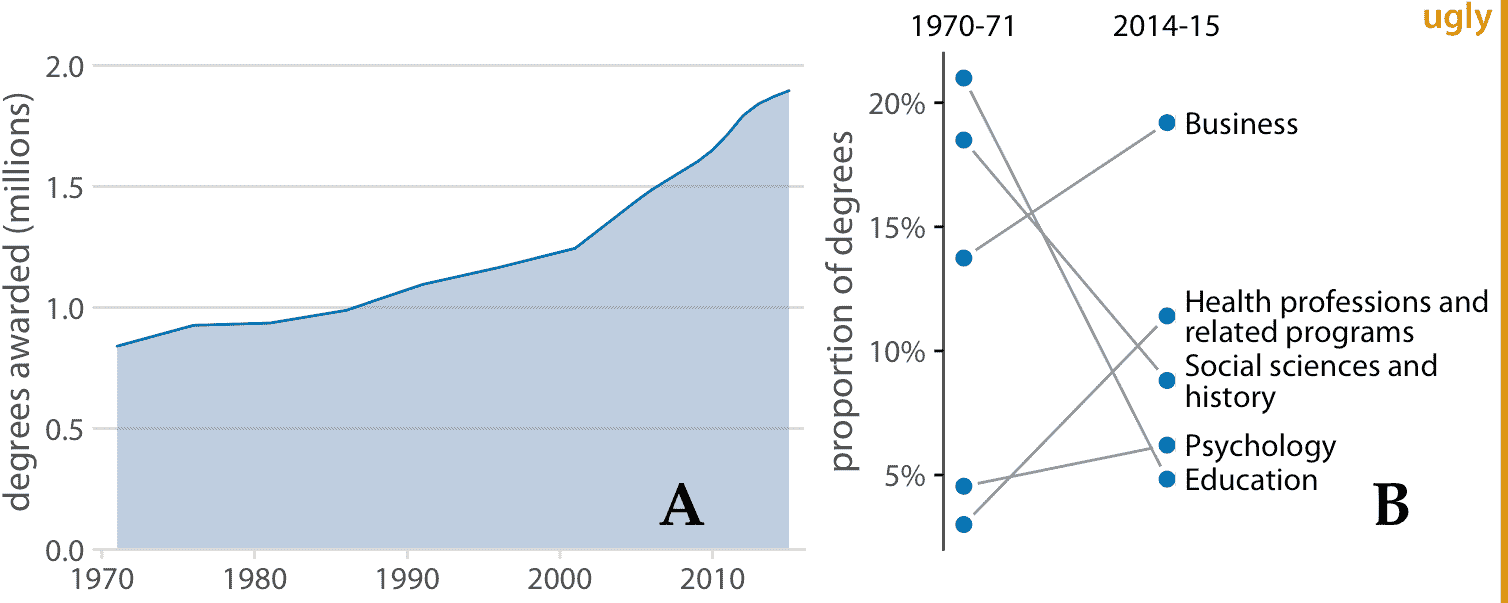 degrees awarded (millions)
2.0
1.5
1.0
0.5
0.0
1970 1980 1990 2000 2010
A
1970-71 2014-15
ugly
proportion of degrees
20%
15%
10%
5%
Business
Health professions and
related programs
Social sciences and
history
Psychology
Education
B